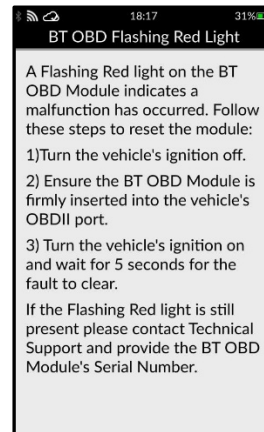 18:17
31%
BT OBD Flashing Red Light
A Flashing Red light on the BT
OBD Module indicates a
malfunction has occurred. Follow
these steps to reset the module:
1)Turn the vehicle's ignition off.
2) Ensure the BT OBD Module is
firmly inserted into the vehicle's
OBDII port.
3) Turn the vehicle's ignition on
and wait for 5 seconds for the
fault to clear.
If the Flashing Red light is still
present please contact Technical
Support and provide the BT OBD
Module's Serial Number.